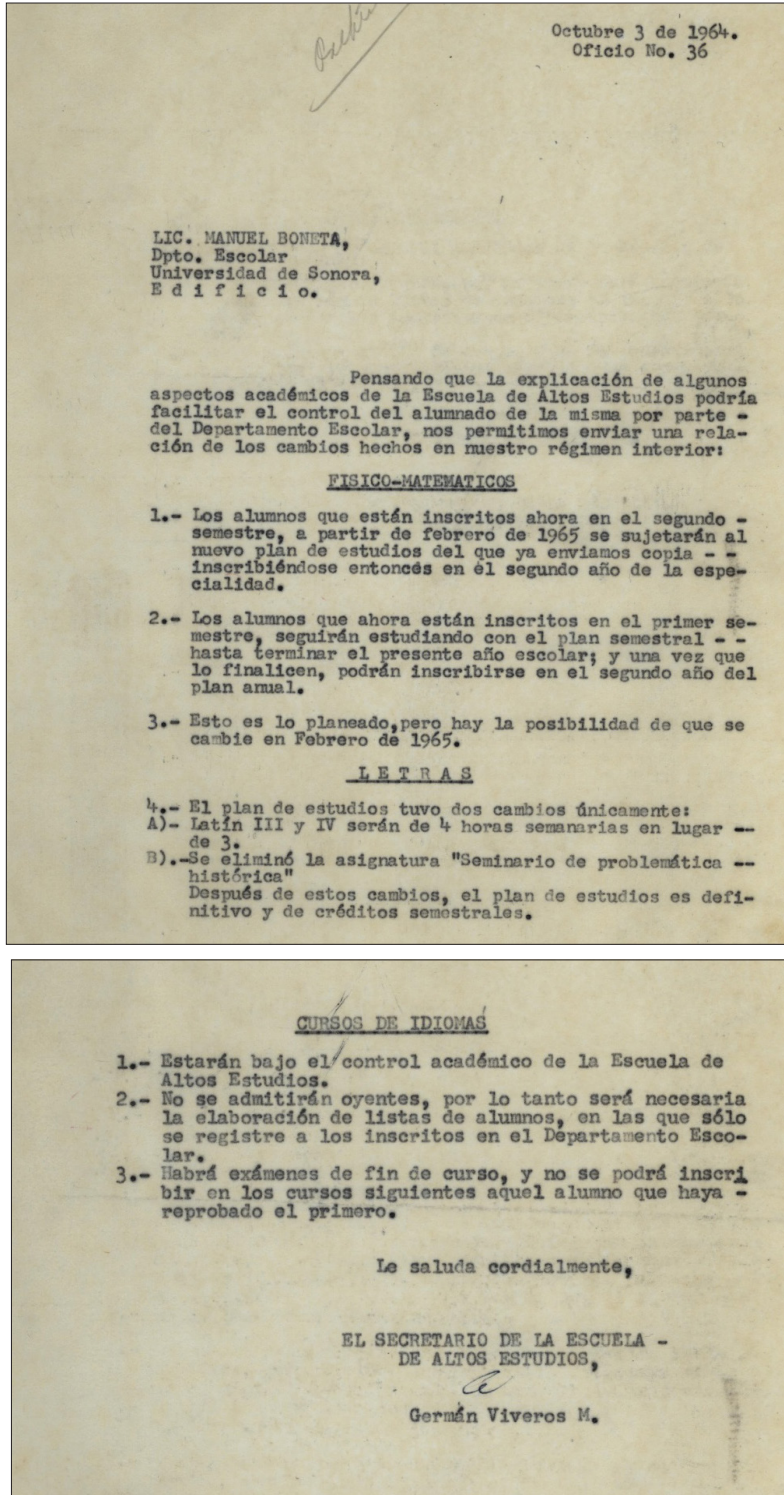 Octubre 3 de 1964.
Oficio No. 36
LIC. MANUEL BONETA,
Dpto. Escolar
Universidad de Sonora,
E d i f i c i o.
Pensando que la explicación de algunos
aspectos académicos de la Escuela de Altos Estudios podría
facilitar el control del alumnado de la misma por parte -
del Departamento Escolar, nos permitimos enviar una rela-
ción de los cambios hechos en nuestro régimen interior:
FISICO-MATEMATICOS
1.- Los alumnos que están inscritos ahora en el segundo -
semestre, a partir de febrero de 1965 se sujetarán al
nuevo plan de estudios del que ya enviamos copia - -
inscribiéndose entoncés en el segundo año de la espe-
cialidad.
2.- Los alumnos que ahora están inscritos en el primer se-
mestre, seguirán estudiando con el plan semestral - -
hasta terminar el presente año escolar; y una vez que
lo finalicen, podrán inscribirse en el segundo año del
plan anual.
3.- Esto es lo planeado,pero hay la posibilidad de que se
cambie en Febrero de 1965.
L E T R A S
4.- El plan de estudios tuvo dos cambios únicamente:
A)- Latín III y IV serán de 4 horas semanarias en lugar --
de 3.
B).-Se eliminó la asignatura "Seminario de problemática --
histórica"
Después de estos cambios, el plan de estudios es defi-
nitivo y de créditos semestrales.
CURSOS DE IDIOMAS
1.- Estarán bajo el control académico de la Escuela de
Altos Estudios.
2.- No se admitirán oyentes, por lo tanto será necesaria
la elaboración de listas de alumnos, en las que sólo
se registre a los inscritos en el Departamento Esco-
lar.
3.- Habrá exámenes de fin de curso, y no se podrá inscri
bir en los cursos siguientes aquel alumno que haya -
reprobado el primero.
Le saluda cordialmente,
EL SECRETARIO DE LA ESCUELA -
DE ALTOS ESTUDIOS,
Germán Viveros M.